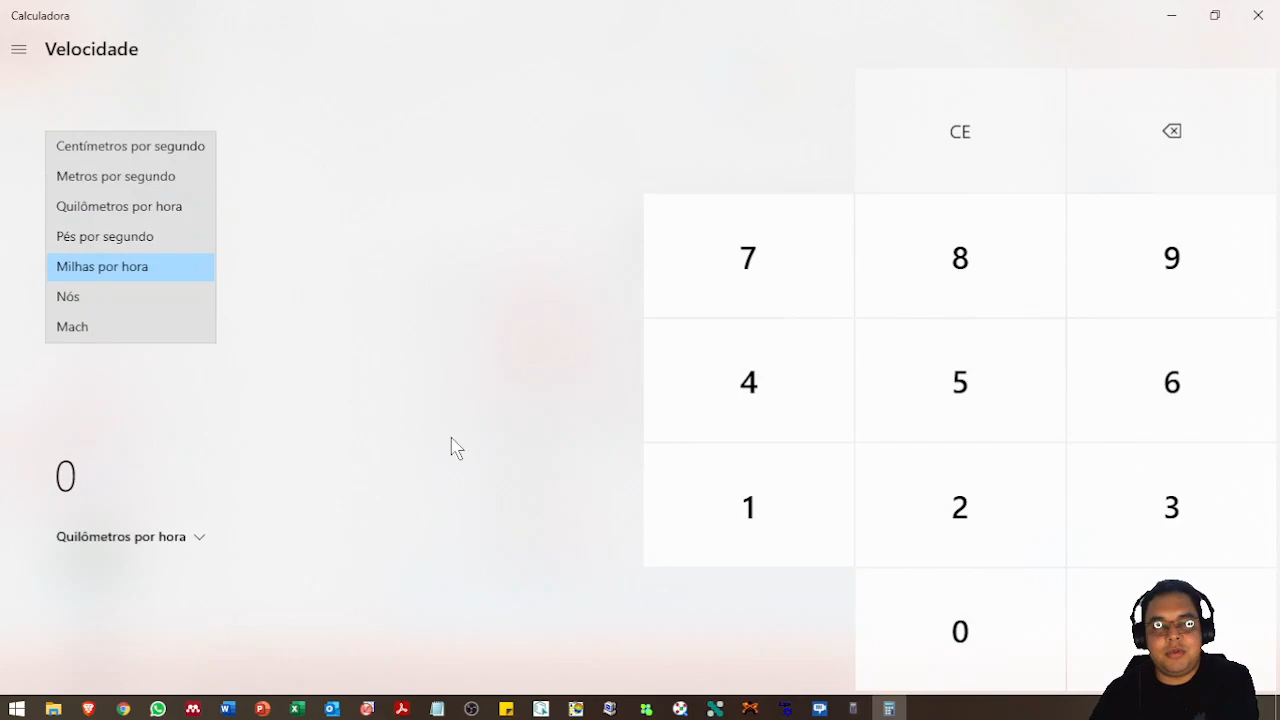 Calculadora
Velocidade
Centímetros por segundo
Metros por segundo
Quilômetros por hora
Pés por segundo
Milhas por hora
Nós
Mach
0
Quilômetros por hora
CE
7 8 9
4 5 6
1 2 3
0